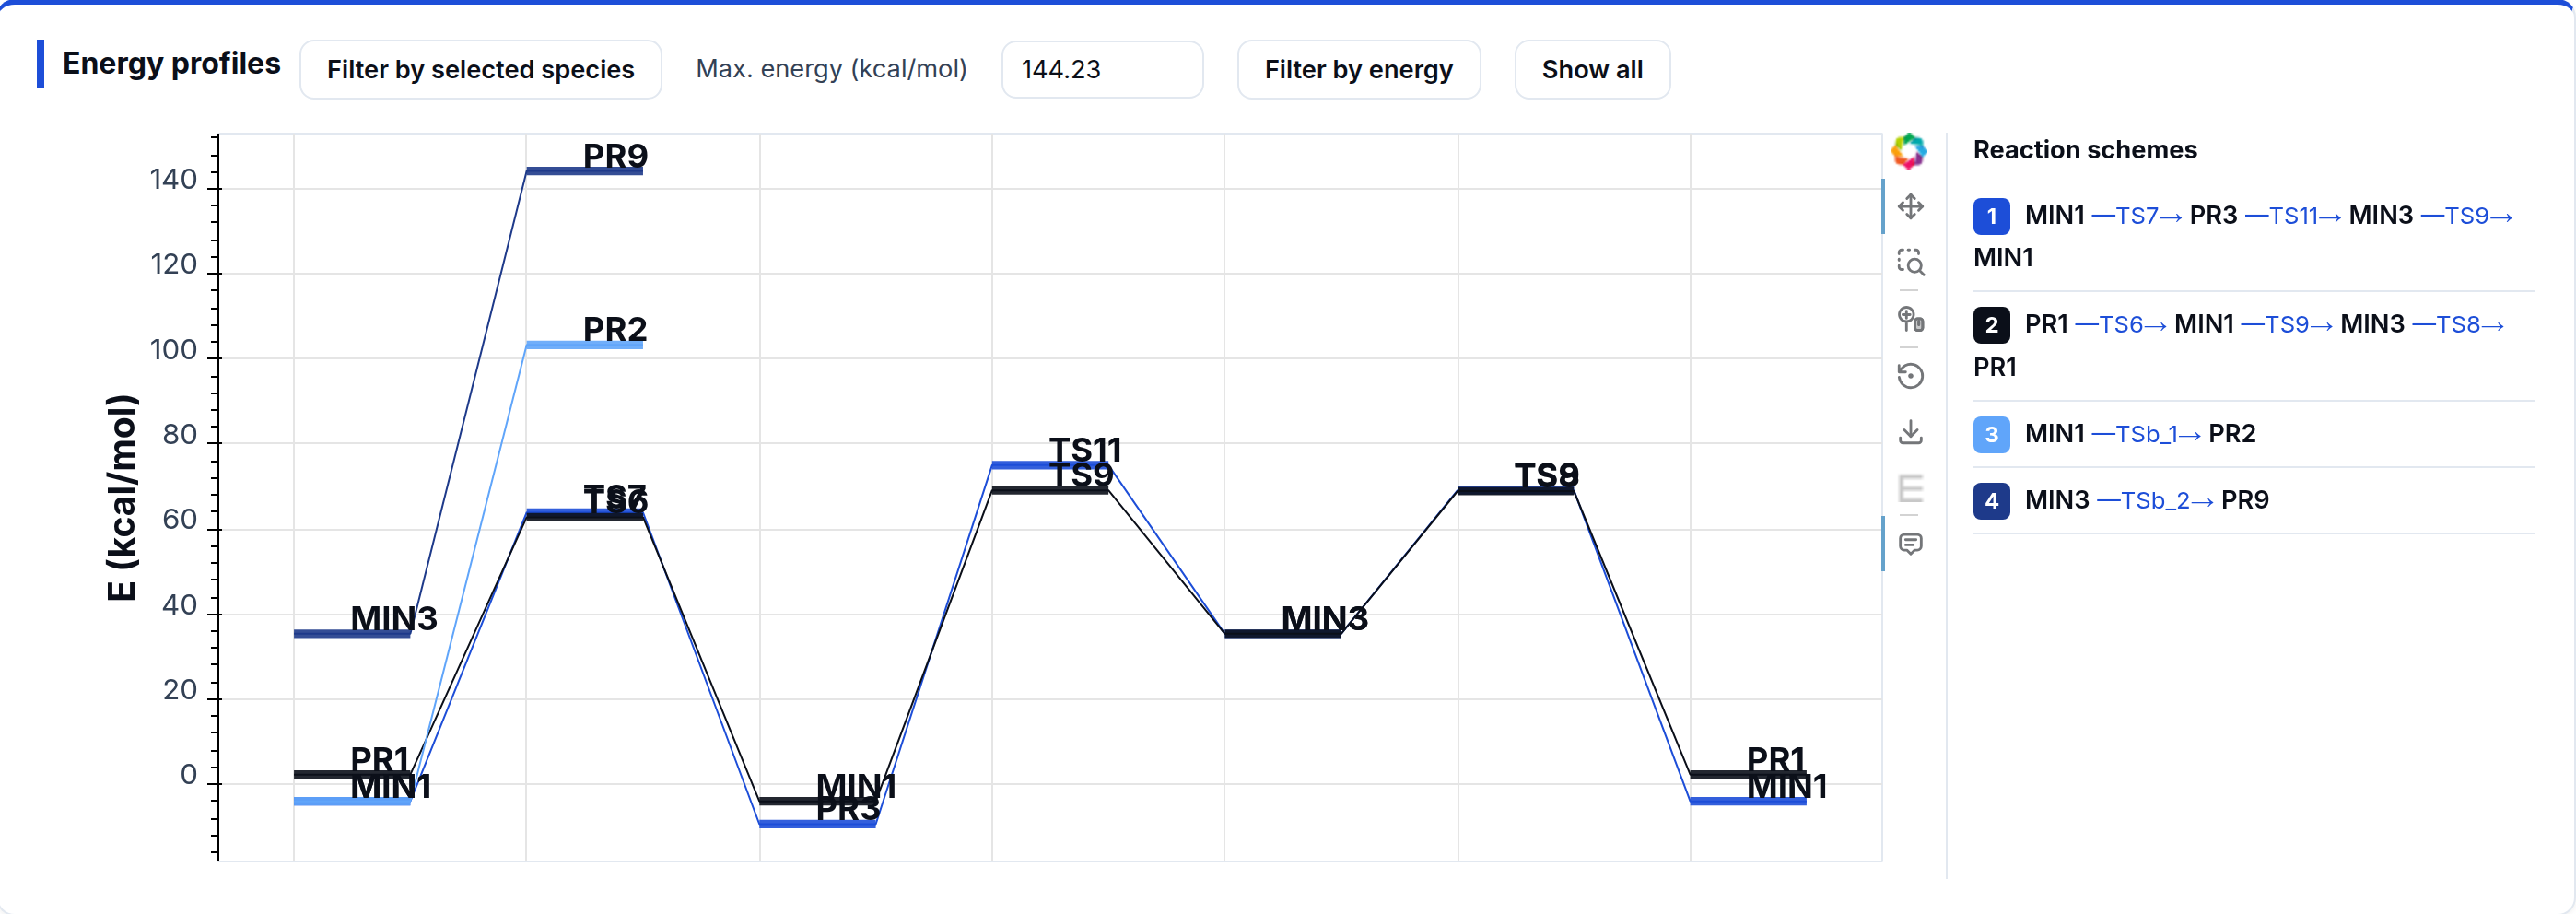 Energy profiles
Filter by selected species
Max. energy (kcal/mol)
144.23
Filter by energy
Show all
E (kcal/mol)
140
120
100
80
60
40
20
0
PR9
PR2
TS7
TS6
TS11
TS9
TS9
TS8
MIN3
MIN3
PR1
MIN1
MIN1
PR3
PR1
MIN1
Reaction schemes
1 MIN1 —TS7→ PR3 —TS11→ MIN3 —TS9→
MIN1
2 PR1 —TS6→ MIN1 —TS9→ MIN3 —TS8→
PR1
3 MIN1 —TSb_1→ PR2
4 MIN3 —TSb_2→ PR9